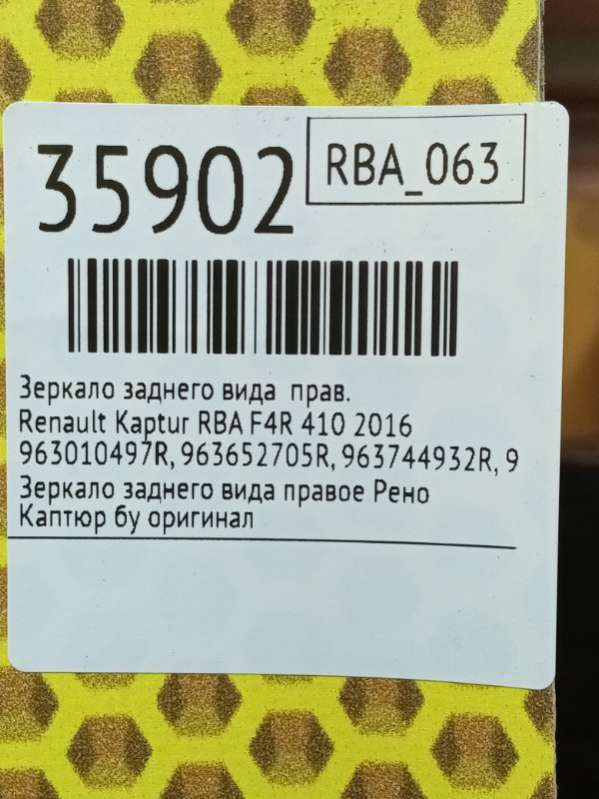 35902
RBA_063
Зеркало заднего вида прав.
Renault Kaptur RBA F4R 410 2016
963010497R, 963652705R, 963744932R, 9
Зеркало заднего вида правое Рено
Каптюр бу оригинал